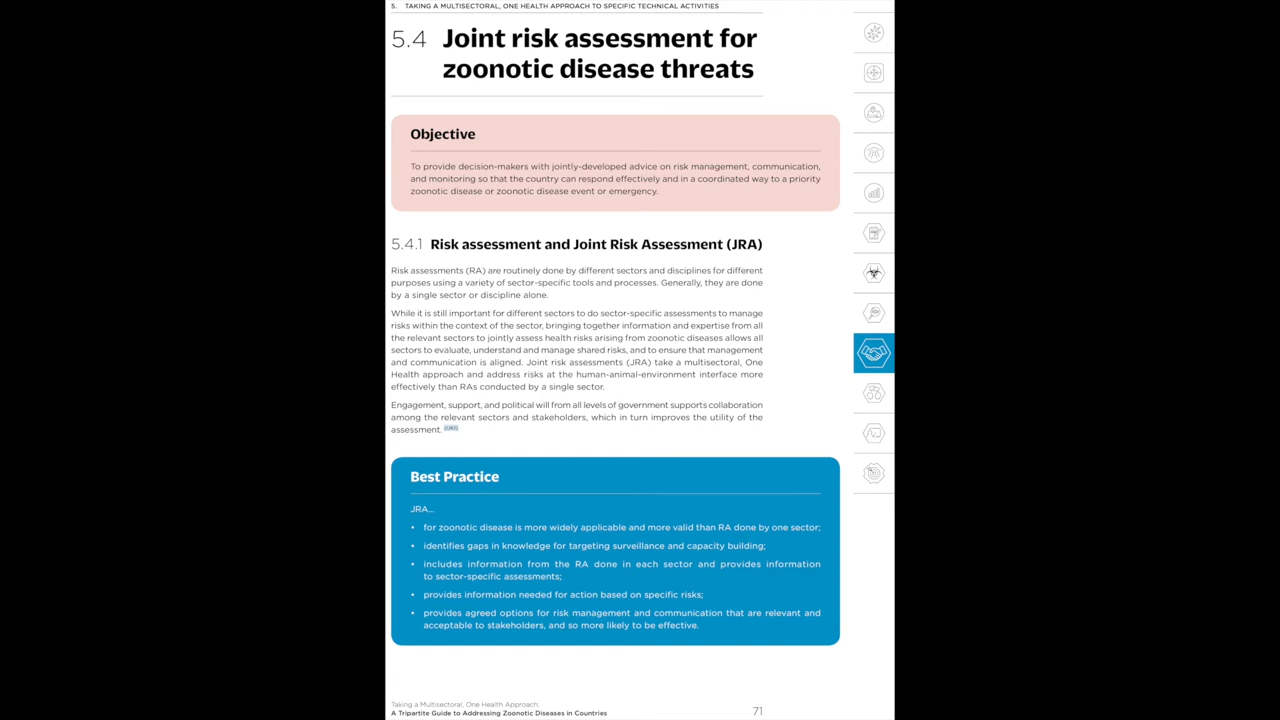 5. TAKING A MULTISECTORAL, ONE HEALTH APPROACH TO SPECIFIC TECHNICAL ACTIVITIES
5.4 Joint risk assessment for
zoonotic disease threats
Objective
To provide decision-makers with jointly-developed advice on risk management, communication,
and monitoring so that the country can respond effectively and in a coordinated way to a priority
zoonotic disease or zoonotic disease event or emergency.
5.4.1 Risk assessment and Joint Risk Assessment (JRA)
Risk assessments (RA) are routinely done by different sectors and disciplines for different
purposes using a variety of sector-specific tools and processes. Generally, they are done
by a single sector or discipline alone.
While it is still important for different sectors to do sector-specific assessments to manage
risks within the context of the sector, bringing together information and expertise from all
the relevant sectors to jointly assess health risks arising from zoonotic diseases allows all
sectors to evaluate, understand and manage shared risks, and to ensure that management
and communication is aligned. Joint risk assessments (JRA) take a multisectoral, One
Health approach and address risks at the human-animal-environment interface more
effectively than RAs conducted by a single sector.
Engagement, support, and political will from all levels of government supports collaboration
among the relevant sectors and stakeholders, which in turn improves the utility of the
assessment.
Best Practice
JRA...
• for zoonotic disease is more widely applicable and more valid than RA done by one sector;
• identifies gaps in knowledge for targeting surveillance and capacity building;
• includes information from the RA done in each sector and provides information
to sector-specific assessments;
• provides information needed for action based on specific risks;
• provides agreed options for risk management and communication that are relevant and
acceptable to stakeholders, and so more likely to be effective.
Taking a Multisectoral, One Health Approach:
A Tripartite Guide to Addressing Zoonotic Diseases in Countries
71